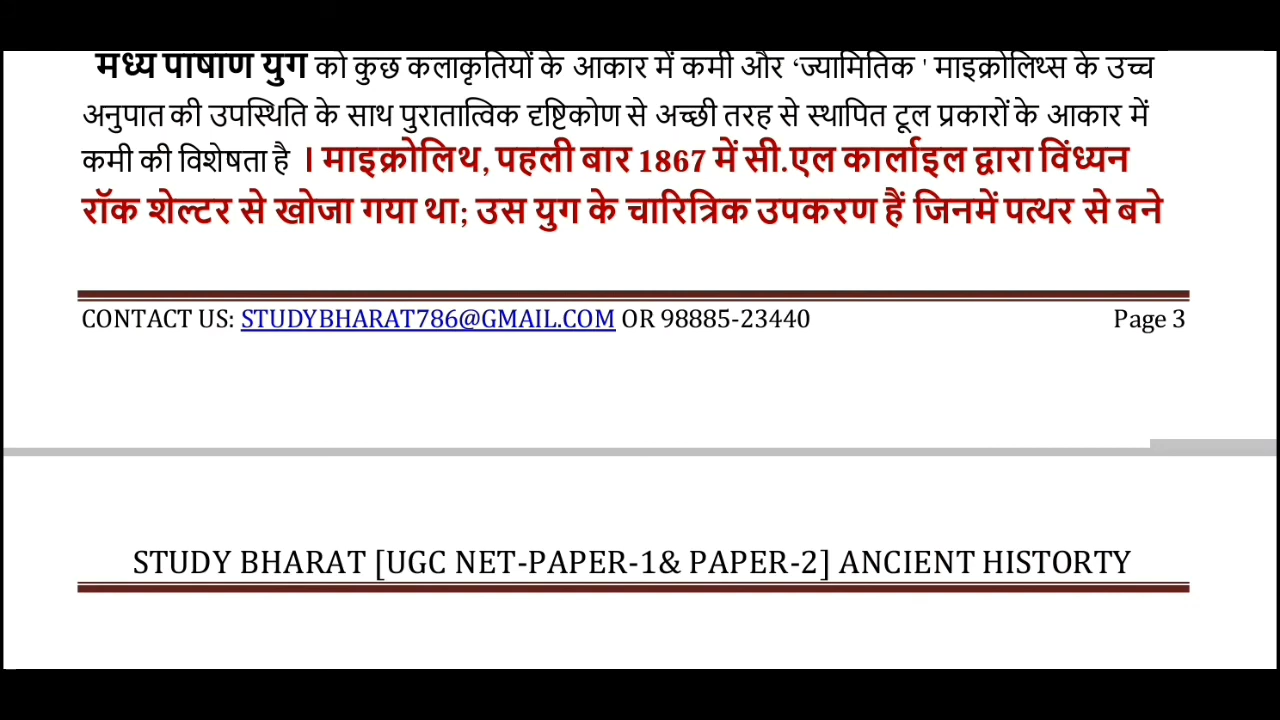 मध्य पाषाण युग को कुछ कलाकृतियों के आकार में कमी और ‘ज्यामितिक ' माइक्रोलिथ्स के उच्च
अनुपात की उपस्थिति के साथ पुरातात्विक दृष्टिकोण से अच्छी तरह से स्थापित टूल प्रकारों के आकार में
कमी की विशेषता है । माइक्रोलिथ, पहली बार 1867 में सी.एल कार्लाइल द्वारा विंध्यन
रॉक शेल्टर से खोजा गया था; उस युग के चारित्रिक उपकरण हैं जिनमें पत्थर से बने
CONTACT US: STUDYBHARAT786@GMAIL.COM OR 98885-23440 Page 3
STUDY BHARAT [UGC NET-PAPER-1& PAPER-2] ANCIENT HISTORTY